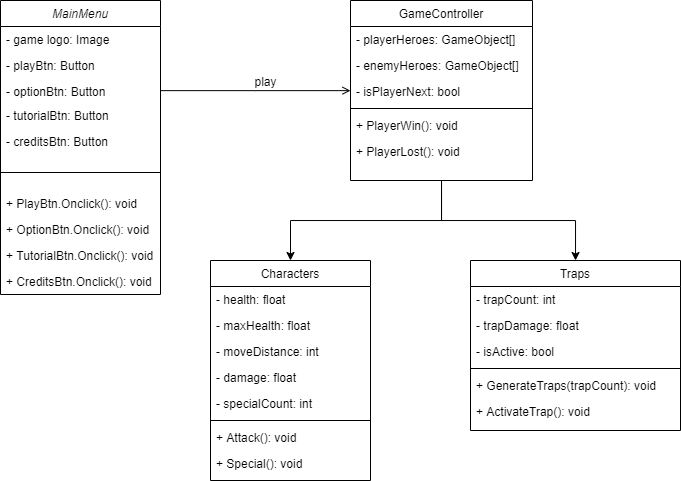 MainMenu
- game logo: Image
- playBtn: Button
- optionBtn: Button
- tutorialBtn: Button
- creditsBtn: Button
+ PlayBtn.Onclick(): void
+ OptionBtn.Onclick(): void
+ TutorialBtn.Onclick(): void
+ CreditsBtn.Onclick(): void
play
GameController
- playerHeroes: GameObject[]
- enemyHeroes: GameObject[]
- isPlayerNext: bool
+ PlayerWin(): void
+ PlayerLost(): void
Characters
- health: float
- maxHealth: float
- moveDistance: int
- damage: float
- specialCount: int
+ Attack(): void
+ Special(): void
Traps
- trapCount: int
- trapDamage: float
- isActive: bool
+ GenerateTraps(trapCount): void
+ ActivateTrap(): void